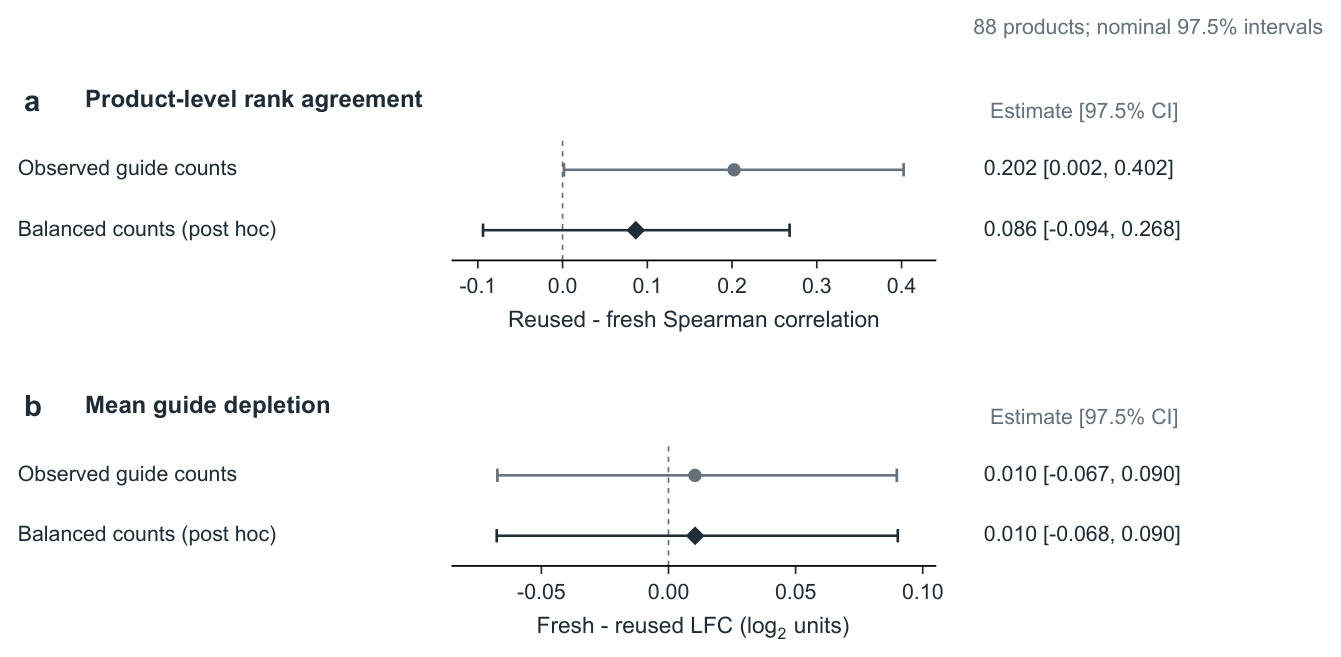 88 products; nominal 97.5% intervals
a Product-level rank agreement
Estimate [97.5% CI]
Observed guide counts 0.202 [0.002, 0.402]
Balanced counts (post hoc) 0.086 [-0.094, 0.268]
-0.1 0.0 0.1 0.2 0.3 0.4
Reused - fresh Spearman correlation
b Mean guide depletion
Estimate [97.5% CI]
Observed guide counts 0.010 [-0.067, 0.090]
Balanced counts (post hoc) 0.010 [-0.068, 0.090]
-0.05 0.00 0.05 0.10
Fresh - reused LFC (log₂ units)